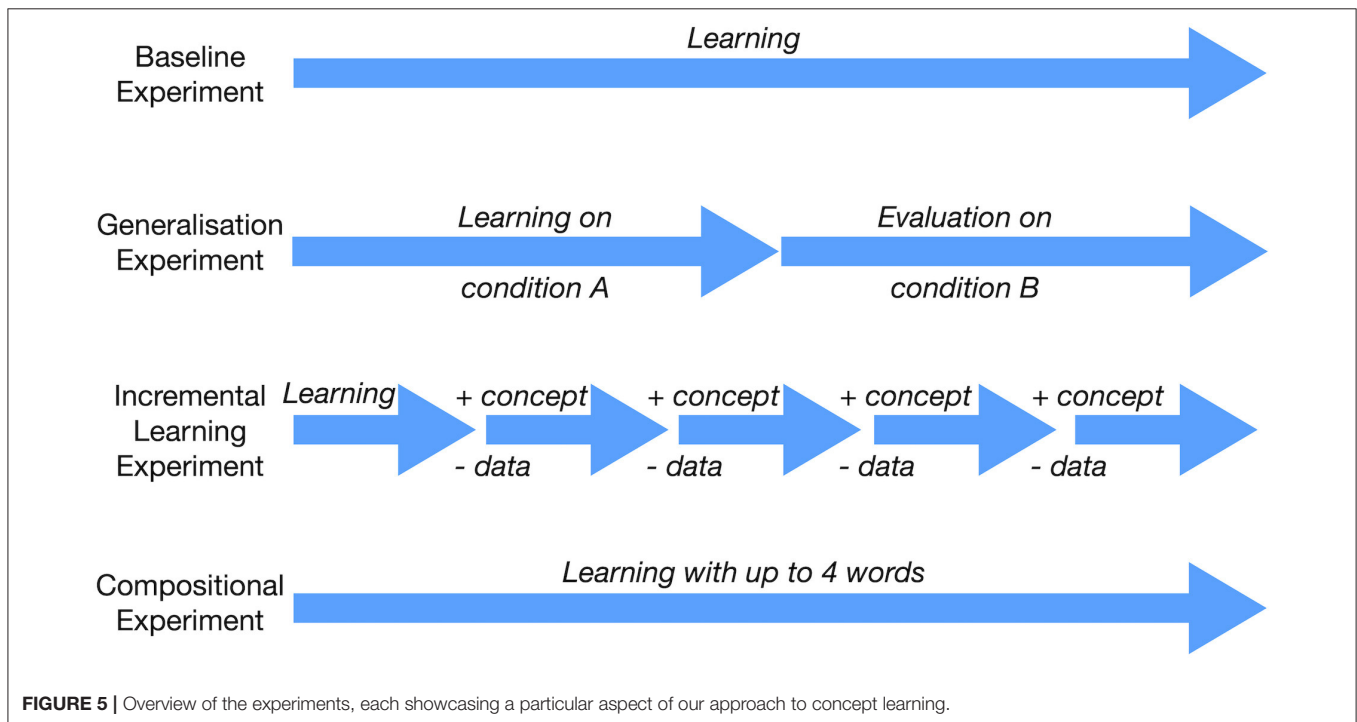 Baseline
Experiment
Learning
Generalisation
Experiment
Learning on
condition A
Evaluation on
condition B
Incremental
Learning
Experiment
Learning
+ concept
- data
+ concept
- data
+ concept
- data
+ concept
- data
Compositional
Experiment
Learning with up to 4 words
FIGURE 5 | Overview of the experiments, each showcasing a particular aspect of our approach to concept learning.